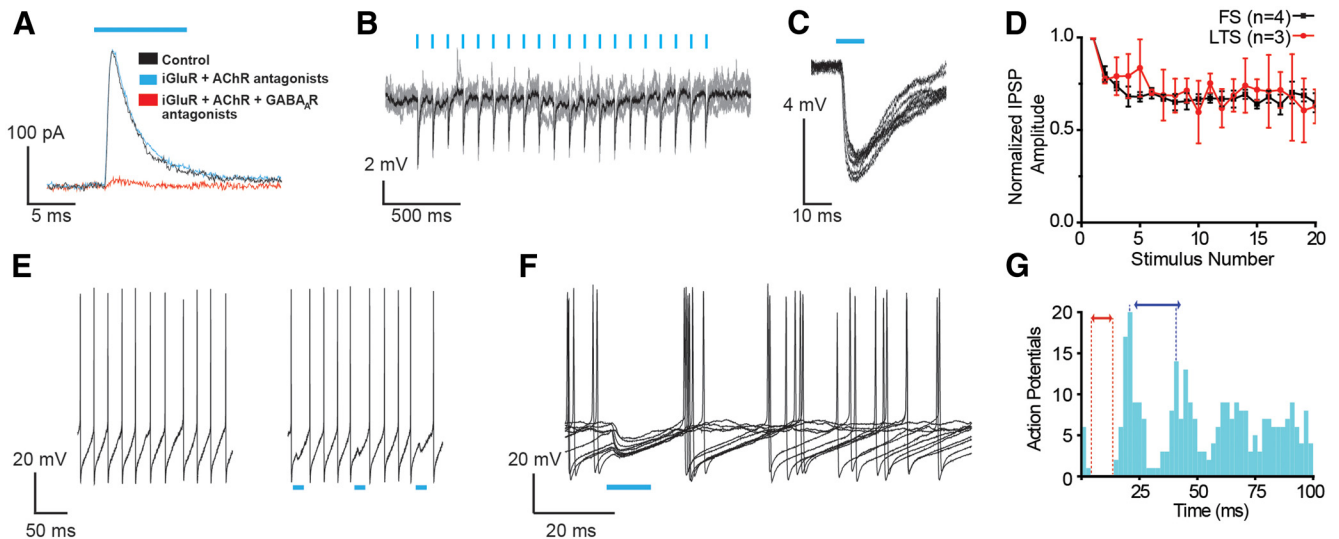 A
Control
iGluR + AChR antagonists
iGluR + AChR + GABAAR
antagonists
100 pA
5 ms
B
2 mV
500 ms
C
4 mV
10 ms
D
FS (n=4)
LTS (n=3)
Normalized IPSP
Amplitude
1.0
0.5
0.0
0
5
10
15
20
Stimulus Number
E
20 mV
50 ms
F
20 mV
20 ms
G
Action Potentials
20
15
10
5
0
25
50
75
100
Time (ms)